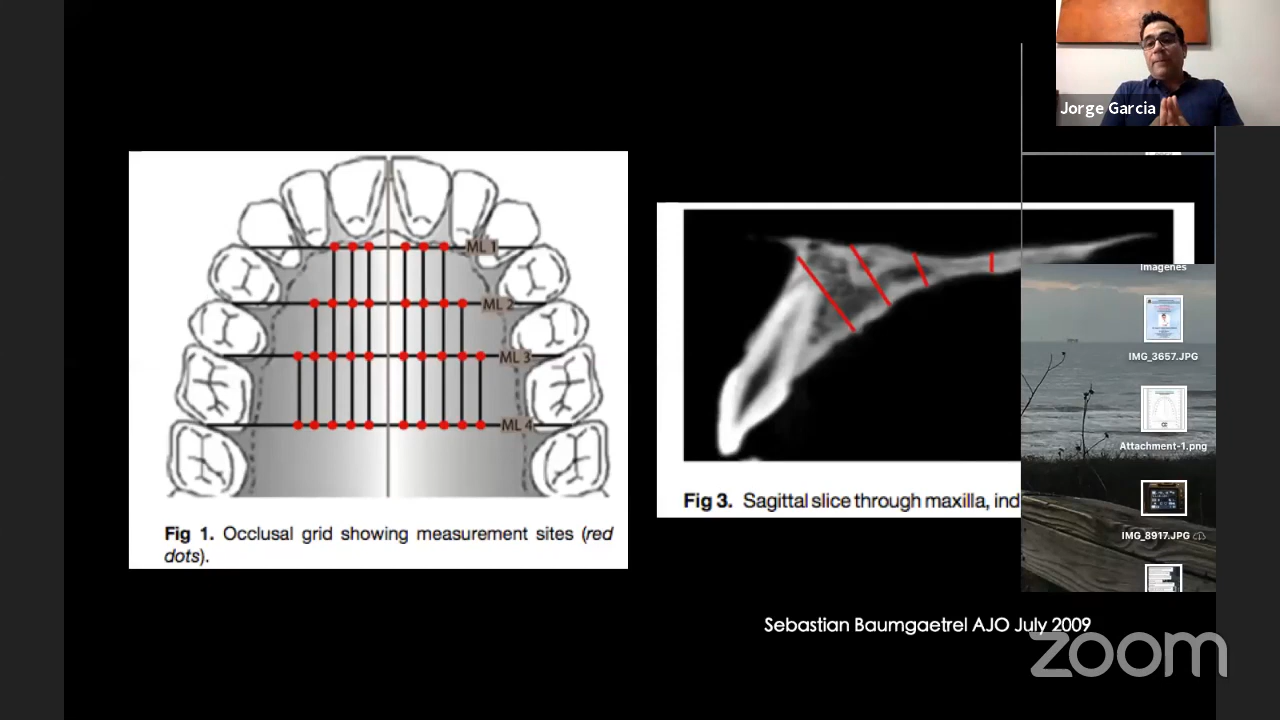 Jorge Garcia
ML 1
ML 2
ML 3
ML 4
Fig 1. Occlusal grid showing measurement sites (red
dots).
Fig 3. Sagittal slice through maxilla, ind
Imagenes
IMG_3657.JPG
Attachment-1.png
IMG_8917.JPG
Sebastian Baumgaetrel AJO July 2009
zoom